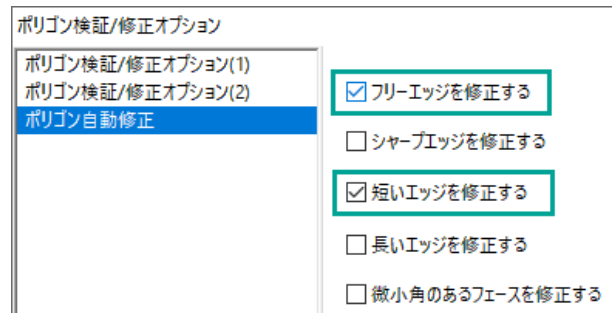 ポリゴン検証/修正オプション
ポリゴン検証/修正オプション(1)
ポリゴン検証/修正オプション(2)
ポリゴン自動修正
フリーエッジを修正する
シャープエッジを修正する
短いエッジを修正する
長いエッジを修正する
微小角のあるフェースを修正する